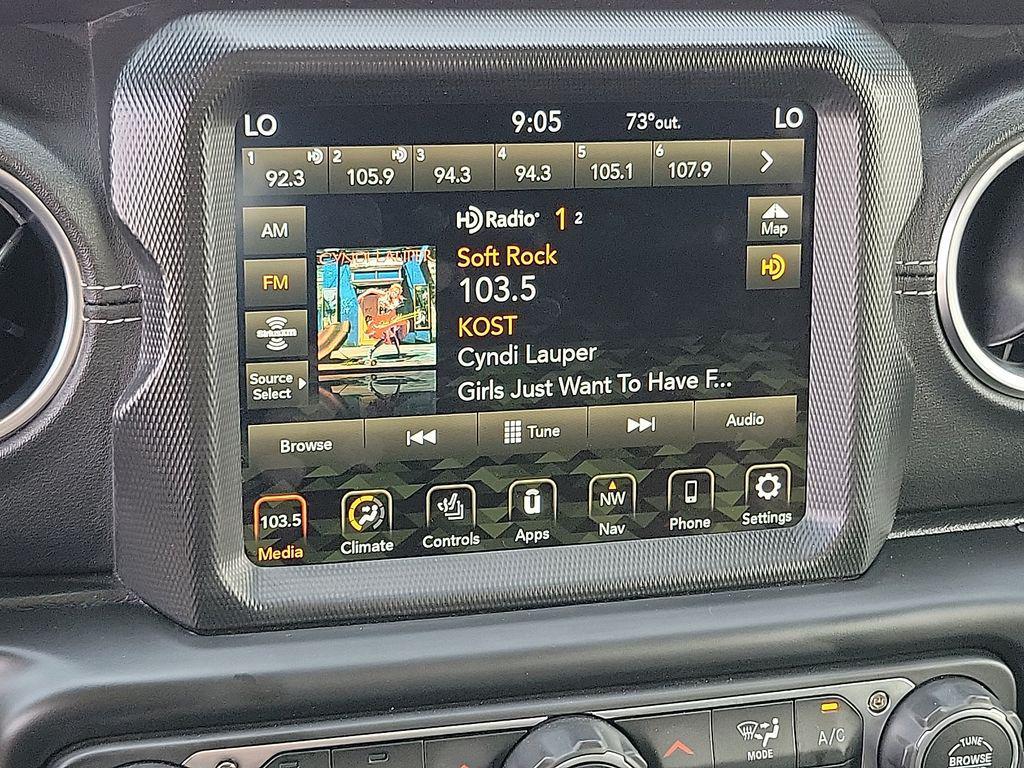 LO 9:05 73° out. LO
1 92.3 2 105.9 3 94.3 4 94.3 5 105.1 6 107.9
AM
HD Radio 1 2
Map
FM
CYNDI LAUPER
Soft Rock
HD
103.5
SiriusXM
KOST
Cyndi Lauper
Source
Select
Girls Just Want To Have F...
Browse Tune Audio
103.5 NW
Media Climate Controls Apps Nav Phone Settings
MODE
A/C
TUNE
BROWSE